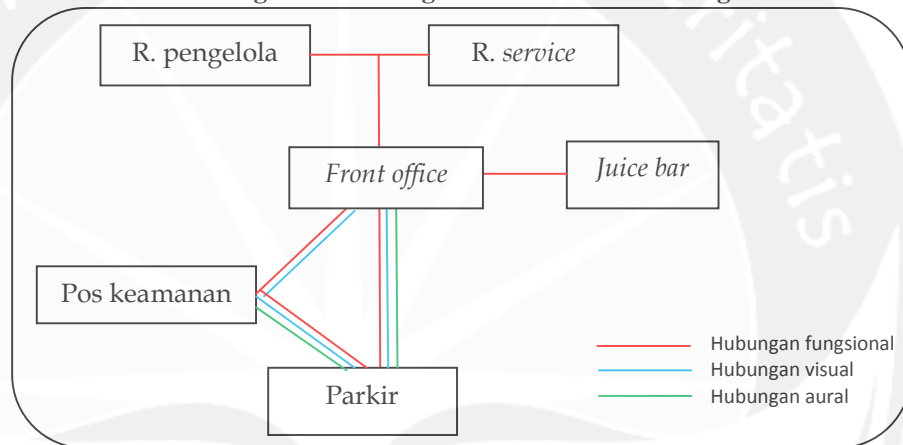 R. pengelola
R. service
Front office
Juice bar
Pos keamanan
Parkir
Hubungan fungsional
Hubungan visual
Hubungan aural